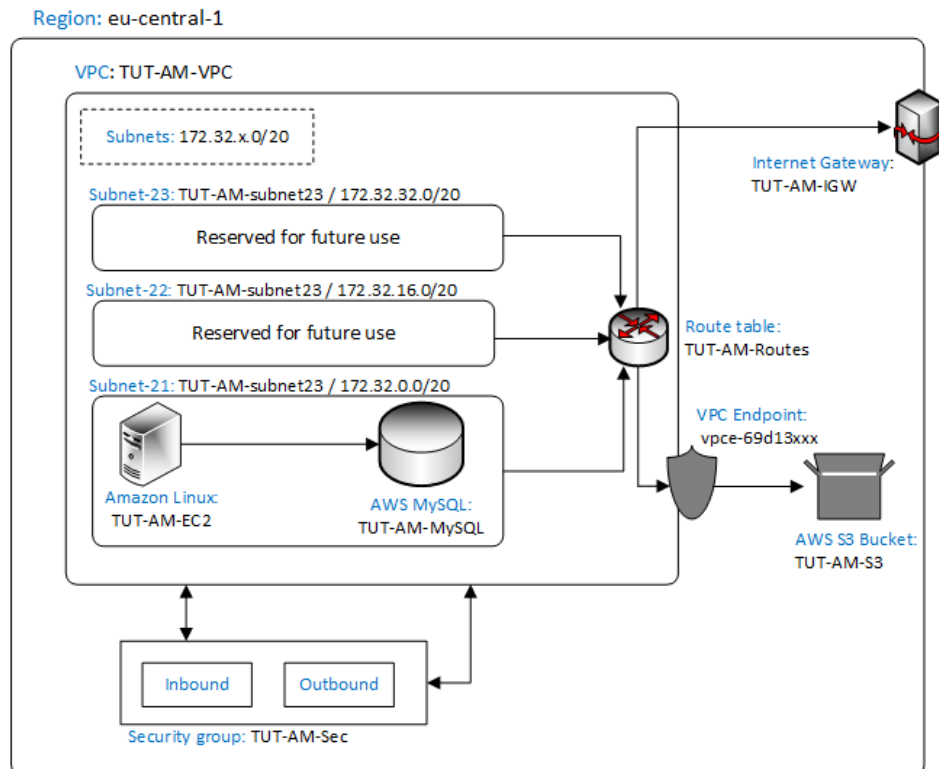 Region: eu-central-1
VPC: TUT-AM-VPC
Subnets: 172.32.x.0/20
Internet Gateway:
TUT-AM-IGW
Subnet-23: TUT-AM-subnet23 / 172.32.32.0/20
Reserved for future use
Subnet-22: TUT-AM-subnet23 / 172.32.16.0/20
Reserved for future use
Route table:
TUT-AM-Routes
Subnet-21: TUT-AM-subnet23 / 172.32.0.0/20
VPC Endpoint:
vpce-69d13xxx
Amazon Linux:
TUT-AM-EC2
AWS MySQL:
TUT-AM-MySQL
AWS S3 Bucket:
TUT-AM-S3
Inbound
Outbound
Security group: TUT-AM-Sec